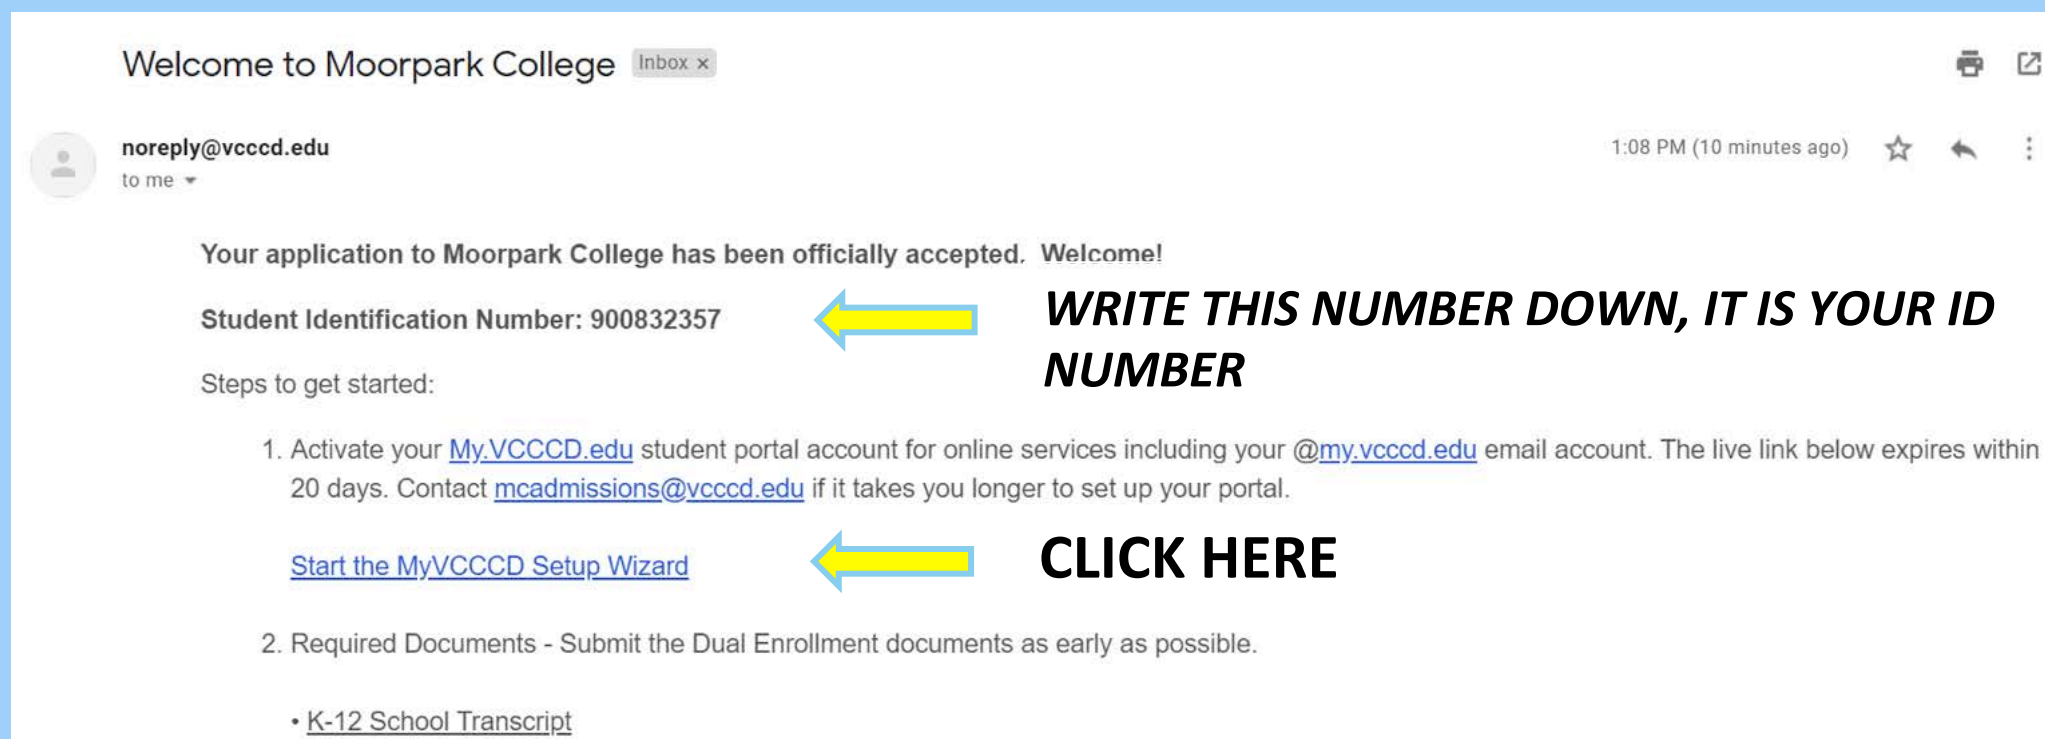 Welcome to Moorpark College Inbox x
noreply@vcccd.edu 1:08 PM (10 minutes ago)
to me
Your application to Moorpark College has been officially accepted. Welcome!
Student Identification Number: 900832357
WRITE THIS NUMBER DOWN, IT IS YOUR ID
NUMBER
Steps to get started:
1. Activate your My.VCCCD.edu student portal account for online services including your @my.vcccd.edu email account. The live link below expires within
20 days. Contact mcadmissions@vcccd.edu if it takes you longer to set up your portal.
Start the MyVCCCD Setup Wizard CLICK HERE
2. Required Documents - Submit the Dual Enrollment documents as early as possible.
• K-12 School Transcript